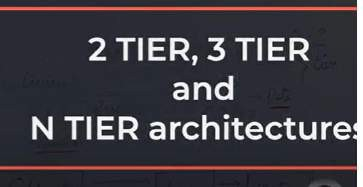 2 TIER, 3 TIER
and
N TIER architectures